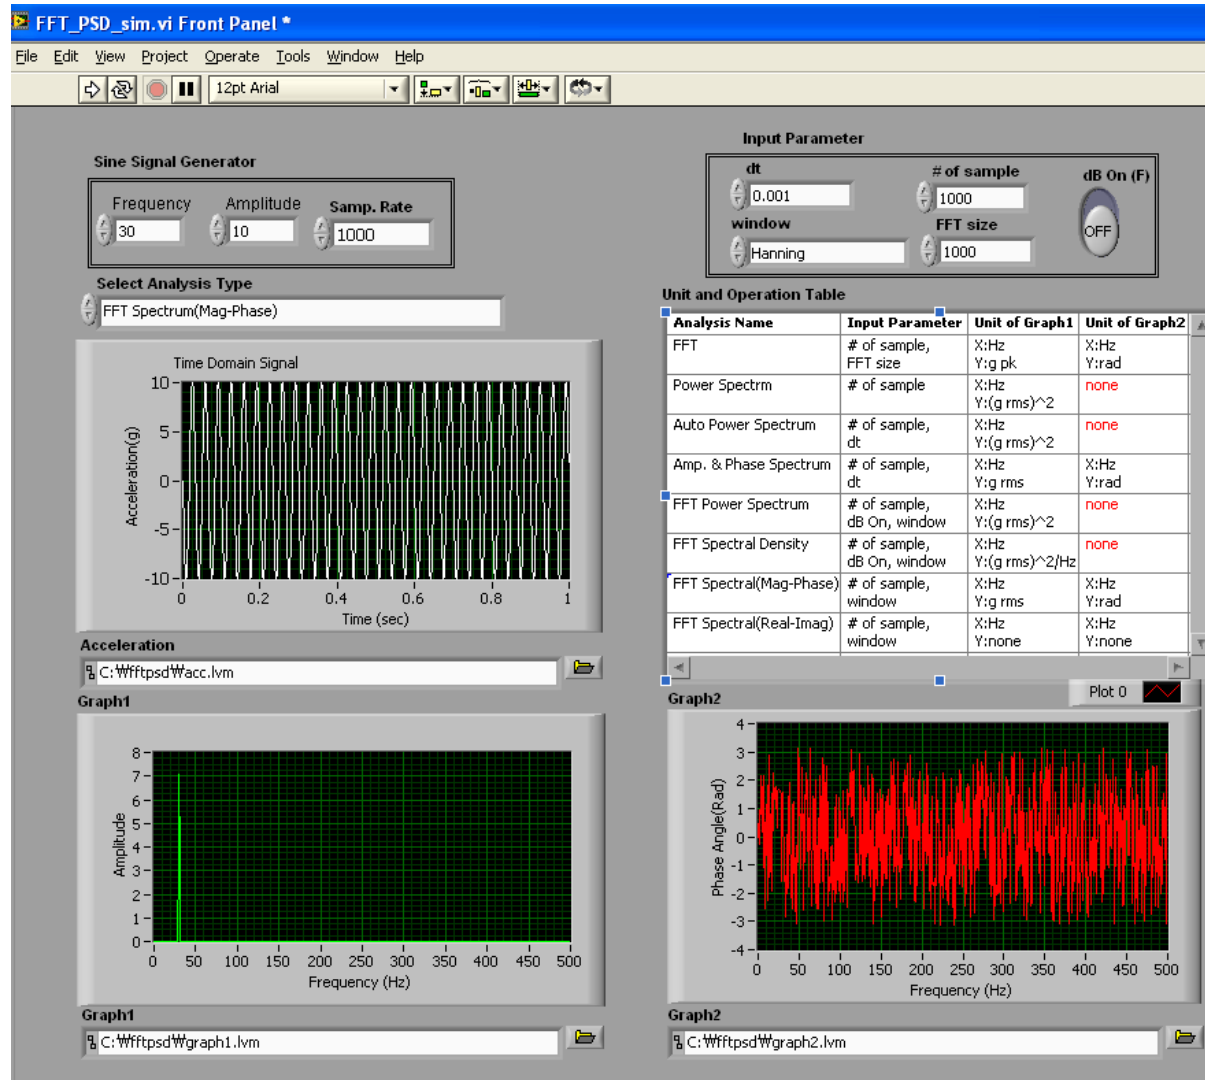 FFT_PSD_sim.vi Front Panel *
File Edit View Project Operate Tools Window Help
12pt Arial
Sine Signal Generator
Frequency Amplitude Samp. Rate
30 10 1000
Select Analysis Type
FFT Spectrum(Mag-Phase)
Input Parameter
dt # of sample dB On (F)
0.001 1000
window FFT size OFF
Hanning 1000
Unit and Operation Table
Analysis Name Input Parameter Unit of Graph1 Unit of Graph2
FFT # of sample, X:Hz X:Hz
FFT size Y:g pk Y:rad
Power Spectrm # of sample X:Hz none
Y:(g rms)^2
Auto Power Spectrum # of sample, X:Hz none
dt Y:(g rms)^2
Amp. & Phase Spectrum # of sample, X:Hz X:Hz
dt Y:g rms Y:rad
FFT Power Spectrum # of sample, X:Hz none
dB On, window Y:(g rms)^2
FFT Spectral Density # of sample, X:Hz none
dB On, window Y:(g rms)^2/Hz
FFT Spectral(Mag-Phase) # of sample, X:Hz X:Hz
window Y:g rms Y:rad
FFT Spectral(Real-Imag) # of sample, X:Hz X:Hz
window Y:none Y:none
Time Domain Signal
10
5
0
-5
-10
Acceleration(g)
0 0.2 0.4 0.6 0.8 1
Time (sec)
Acceleration
C:₩fftpsd₩acc.lvm
Graph1
8
7
6
5
4
3
2
1
0
Amplitude
0 50 100 150 200 250 300 350 400 450 500
Frequency (Hz)
Graph1
C:₩fftpsd₩graph1.lvm
Graph2
Plot 0
4
3
2
1
0
-1
-2
-3
-4
Phase Angle(Rad)
0 50 100 150 200 250 300 350 400 450 500
Frequency (Hz)
Graph2
C:₩fftpsd₩graph2.lvm